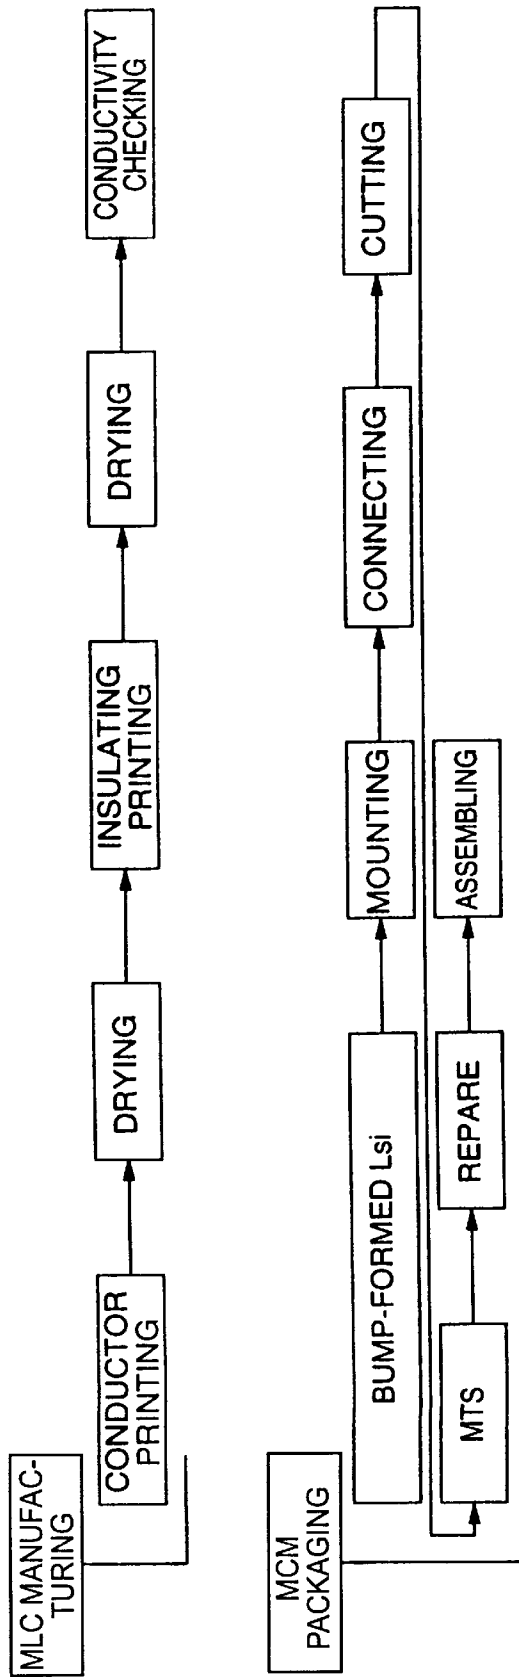 MLC MANUFAC-
TURING
CONDUCTOR
PRINTING
DRYING
INSULATING
PRINTING
DRYING
CONDUCTIVITY
CHECKING
MCM
PACKAGING
BUMP-FORMED Lsi
MOUNTING
CONNECTING
CUTTING
MTS
REPARE
ASSEMBLING